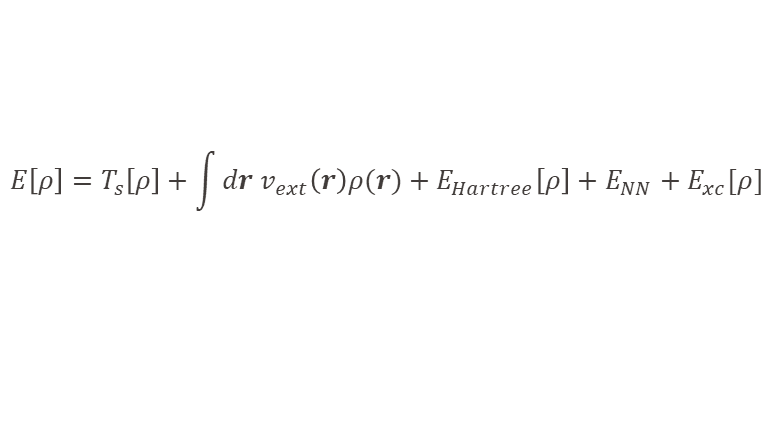 E[ρ] = T_s[ρ] + ∫ d𝒓 v_ext(𝒓)ρ(𝒓) + E_Hartree[ρ] + E_NN + E_xc[ρ]